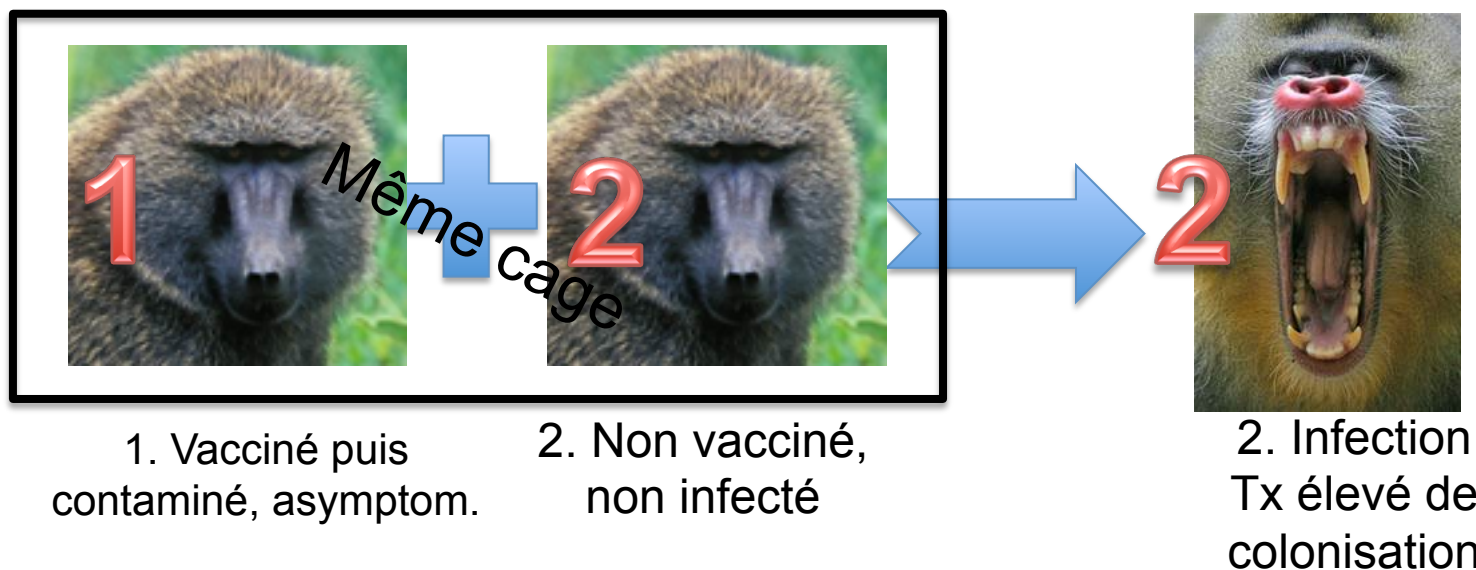 1
Même cage
2
2
1. Vacciné puis
contaminé, asymptom.
2. Non vacciné,
non infecté
2. Infection
Tx élevé de
colonisation